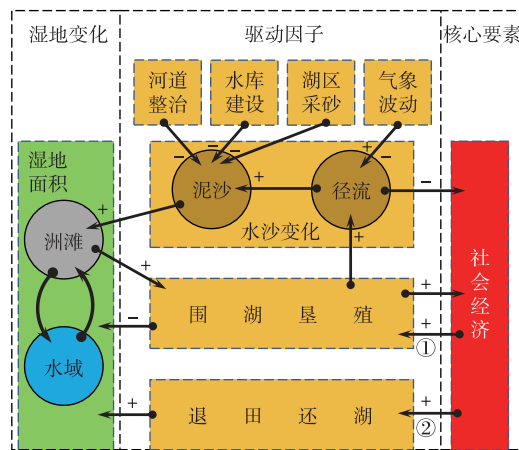 湿地变化
驱动因子
核心要素
河道
整治
水库
建设
湖区
采砂
气象
波动
湿地
面积
泥沙
径流
水沙变化
洲滩
水域
围湖垦殖
退田还湖
社会经济
− − − + −
+ −
+
+
+
− + +
①
+ +
②